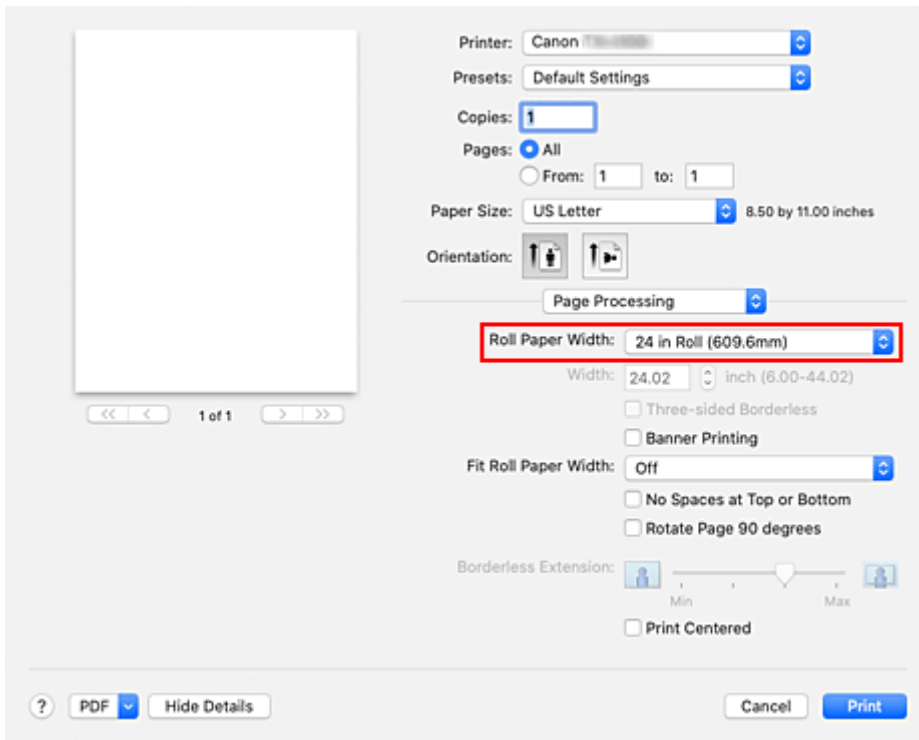 Printer: Canon
Presets: Default Settings
Copies: 1
Pages: All
From: 1 to: 1
Paper Size: US Letter 8.50 by 11.00 inches
Orientation:
Page Processing
Roll Paper Width: 24 in Roll (609.6mm)
Width: 24.02 inch (6.00-44.02)
<< < 1 of 1 > >>
Three-sided Borderless
Banner Printing
Fit Roll Paper Width: Off
No Spaces at Top or Bottom
Rotate Page 90 degrees
Borderless Extension:
Min Max
Print Centered
? PDF Hide Details Cancel Print